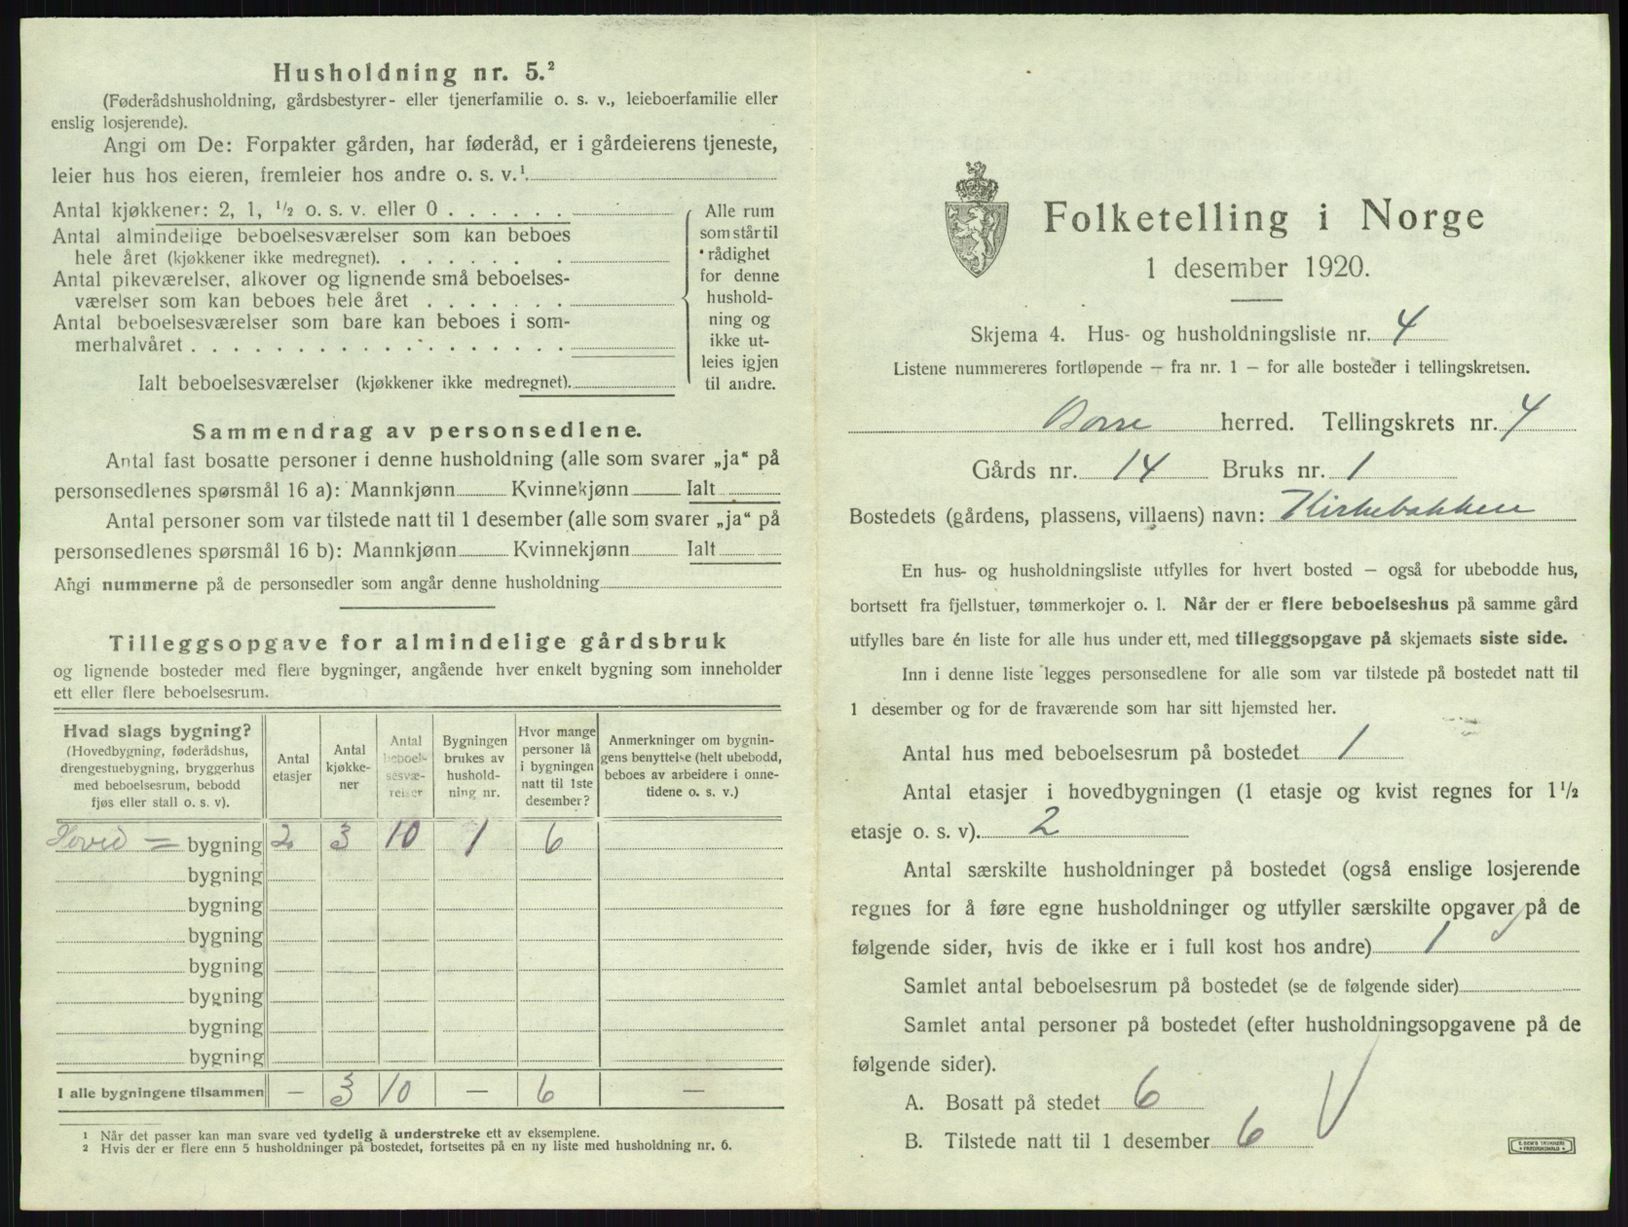 Husholdning nr. 5.²
(Føderådshusholdning, gårdsbestyrer- eller tjenerfamilie o. s. v., leieboerfamilie eller
enslig losjerende).
Angi om De: Forpakter gården, har føderåd, er i gårdeierens tjeneste,
leier hus hos eieren, fremleier hos andre o. s. v.¹
Antal kjøkkener: 2, 1, ½ o. s. v. eller 0
Antal almindelige beboelsesværelser som kan beboes
hele året (kjøkkener ikke medregnet).
Antal pikeværelser, alkover og lignende små beboelses-
værelser som kan beboes hele året
Antal beboelsesværelser som bare kan beboes i som-
merhalvåret
Ialt beboelsesværelser (kjøkkener ikke medregnet).
Alle rum
som står til
rådighet
for denne
hushold-
ning og
ikke ut-
leies igjen
til andre.
Sammendrag av personsedlene.
Antal fast bosatte personer i denne husholdning (alle som svarer „ja“ på
personsedlenes spørsmål 16 a): Mannkjønn Kvinnekjønn Ialt
Antal personer som var tilstede natt til 1 desember (alle som svarer „ja“ på
personsedlenes spørsmål 16 b): Mannkjønn Kvinnekjønn Ialt
Angi nummerne på de personsedler som angår denne husholdning
Tilleggsopgave for almindelige gårdsbruk
og lignende bosteder med flere bygninger, angående hver enkelt bygning som inneholder
ett eller flere beboelsesrum.
Hvad slags bygning?
(Hovedbygning, føderådshus,
drengestuebygning, bryggerhus
med beboelsesrum, bebodd
fjøs eller stall o. s. v).
Antal
etasjer
Antal
kjøkke-
ner
Antal
beboel-
sesvæ-
relser
Bygningen
brukes av
hushold-
ning nr.
Hvor mange
personer lå
i bygningen
natt til 1ste
desember?
Anmerkninger om bygnin-
gens benyttelse (helt ubebodd,
beboes av arbeidere i onne-
tidene o. s. v.)
Hoved = bygning 2 3 10 1 6
bygning
bygning
bygning
bygning
bygning
bygning
bygning
I alle bygningene tilsammen — 3 10 — 6 —
¹ Når det passer kan man svare ved tydelig å understreke ett av eksemplene.
² Hvis der er flere enn 5 husholdninger på bostedet, fortsettes på en ny liste med husholdning nr. 6.
Folketelling i Norge
1 desember 1920.
Skjema 4. Hus- og husholdningsliste nr. 4
Listene nummereres fortløpende — fra nr. 1 — for alle bosteder i tellingskretsen.
Borre herred. Tellingskrets nr. 4
Gårds nr. 14 Bruks nr. 1
Bostedets (gårdens, plassens, villaens) navn: Kirkebakken
En hus- og husholdningsliste utfylles for hvert bosted — også for ubebodde hus,
bortsett fra fjellstuer, tømmerkojer o. l. Når der er flere beboelseshus på samme gård
utfylles bare én liste for alle hus under ett, med tilleggsopgave på skjemaets siste side.
Inn i denne liste legges personsedlene for alle som var tilstede på bostedet natt til
1 desember og for de fraværende som har sitt hjemsted her.
Antal hus med beboelsesrum på bostedet 1
Antal etasjer i hovedbygningen (1 etasje og kvist regnes for 1½
etasje o. s. v). 2
Antal særskilte husholdninger på bostedet (også enslige losjerende
regnes for å føre egne husholdninger og utfyller særskilte opgaver på de
følgende sider, hvis de ikke er i full kost hos andre) 1
Samlet antal beboelsesrum på bostedet (se de følgende sider)
Samlet antal personer på bostedet (efter husholdningsopgavene på de
følgende sider).
A. Bosatt på stedet 6
B. Tilstede natt til 1 desember 6